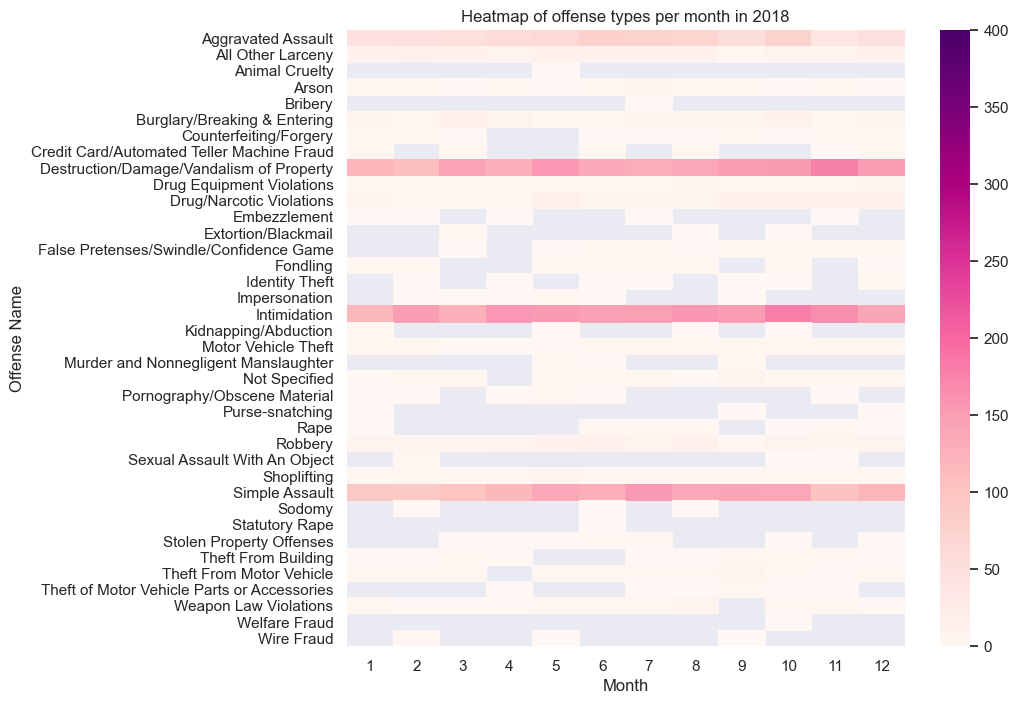 Heatmap of offense types per month in 2018
Offense Name
Aggravated Assault
All Other Larceny
Animal Cruelty
Arson
Bribery
Burglary/Breaking & Entering
Counterfeiting/Forgery
Credit Card/Automated Teller Machine Fraud
Destruction/Damage/Vandalism of Property
Drug Equipment Violations
Drug/Narcotic Violations
Embezzlement
Extortion/Blackmail
False Pretenses/Swindle/Confidence Game
Fondling
Identity Theft
Impersonation
Intimidation
Kidnapping/Abduction
Motor Vehicle Theft
Murder and Nonnegligent Manslaughter
Not Specified
Pornography/Obscene Material
Purse-snatching
Rape
Robbery
Sexual Assault With An Object
Shoplifting
Simple Assault
Sodomy
Statutory Rape
Stolen Property Offenses
Theft From Building
Theft From Motor Vehicle
Theft of Motor Vehicle Parts or Accessories
Weapon Law Violations
Welfare Fraud
Wire Fraud
1 2 3 4 5 6 7 8 9 10 11 12
Month
400
350
300
250
200
150
100
50
0